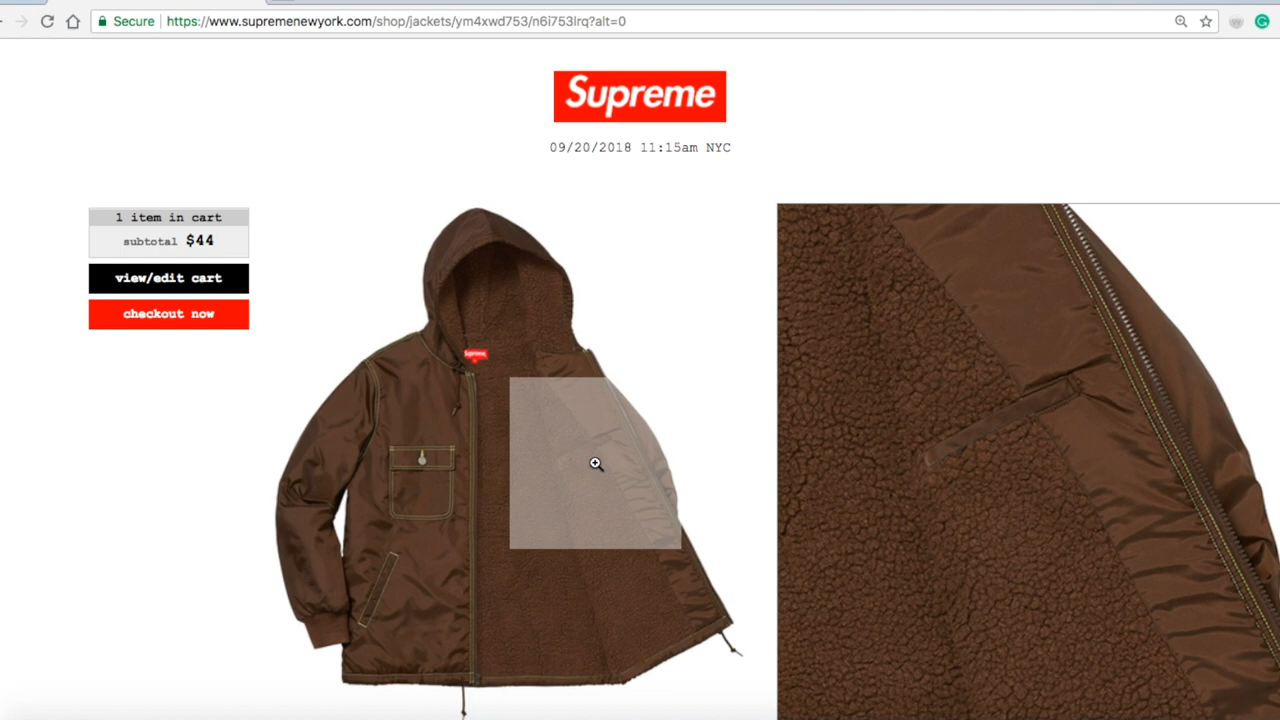 Secure https://www.supremenewyork.com/shop/jackets/ym4xwd753/n6i753lrq?alt=0
Supreme
09/20/2018 11:15am NYC
1 item in cart
subtotal $44
view/edit cart
checkout now
Supreme